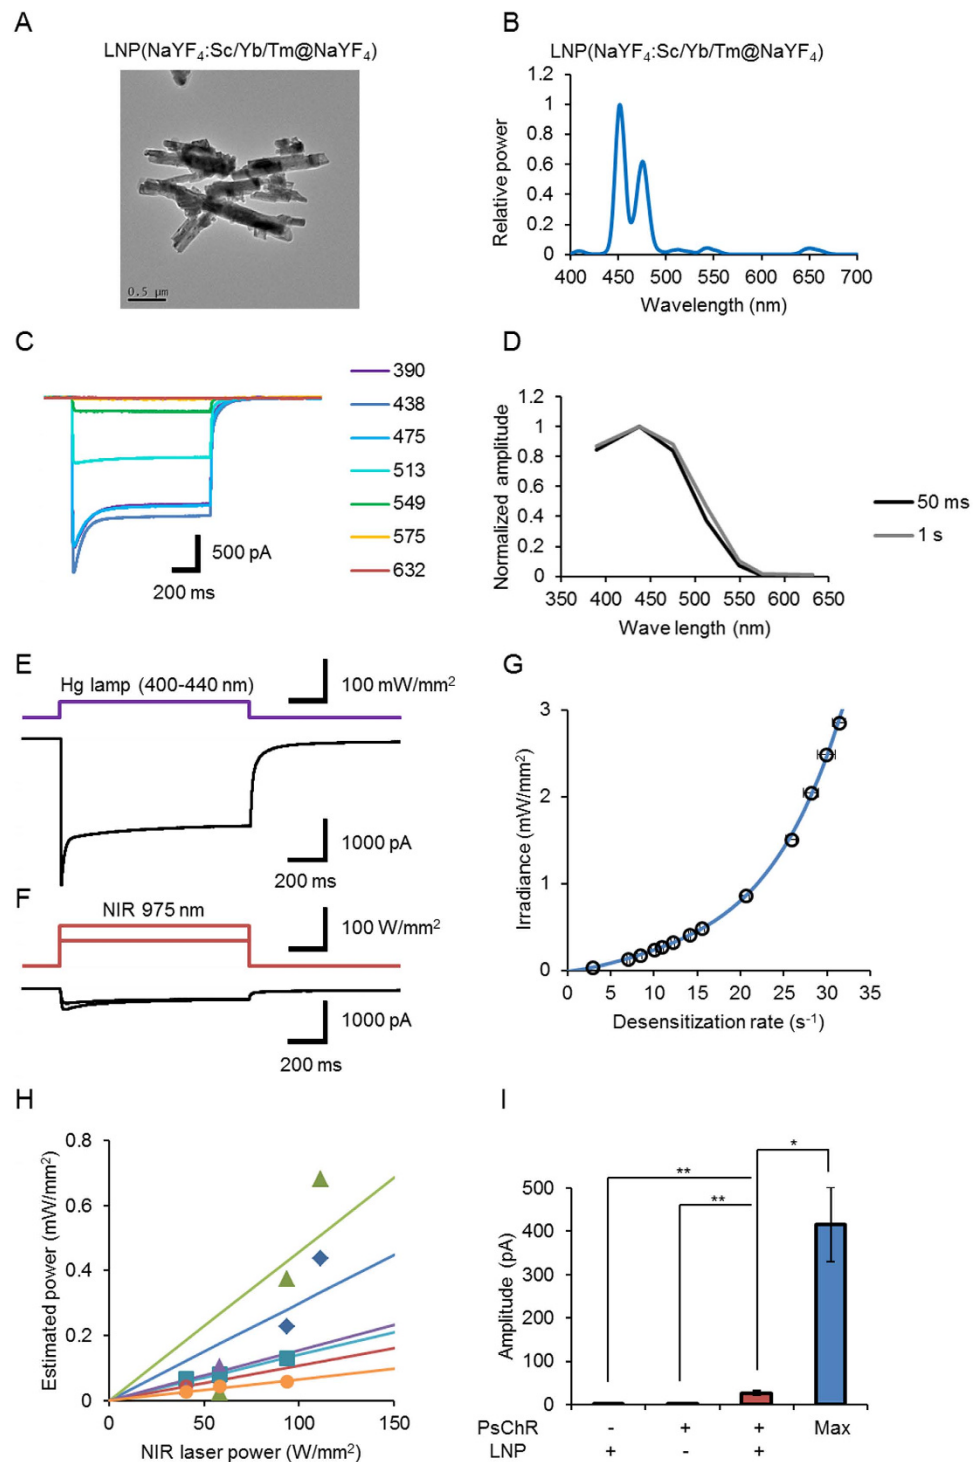 A
LNP(NaYF4:Sc/Yb/Tm@NaYF4)
0.5 µm
B
LNP(NaYF4:Sc/Yb/Tm@NaYF4)
Relative power
1.2
1
0.8
0.6
0.4
0.2
0
400 450 500 550 600 650 700
Wavelength (nm)
C
390
438
475
513
549
575
632
500 pA
200 ms
D
Normalized amplitude
1.2
1
0.8
0.6
0.4
0.2
0
350 400 450 500 550 600 650
Wave length (nm)
50 ms
1 s
E
Hg lamp (400-440 nm)
100 mW/mm2
1000 pA
200 ms
F
NIR 975 nm
100 W/mm2
1000 pA
200 ms
G
Irradiance (mW/mm2)
3
2
1
0
0 5 10 15 20 25 30 35
Desensitization rate (s-1)
H
Estimated power (mW/mm2)
0.8
0.6
0.4
0.2
0
0 50 100 150
NIR laser power (W/mm2)
I
Amplitude (pA)
500
400
300
200
100
0
**
**
*
PsChR - + + Max
LNP + - +